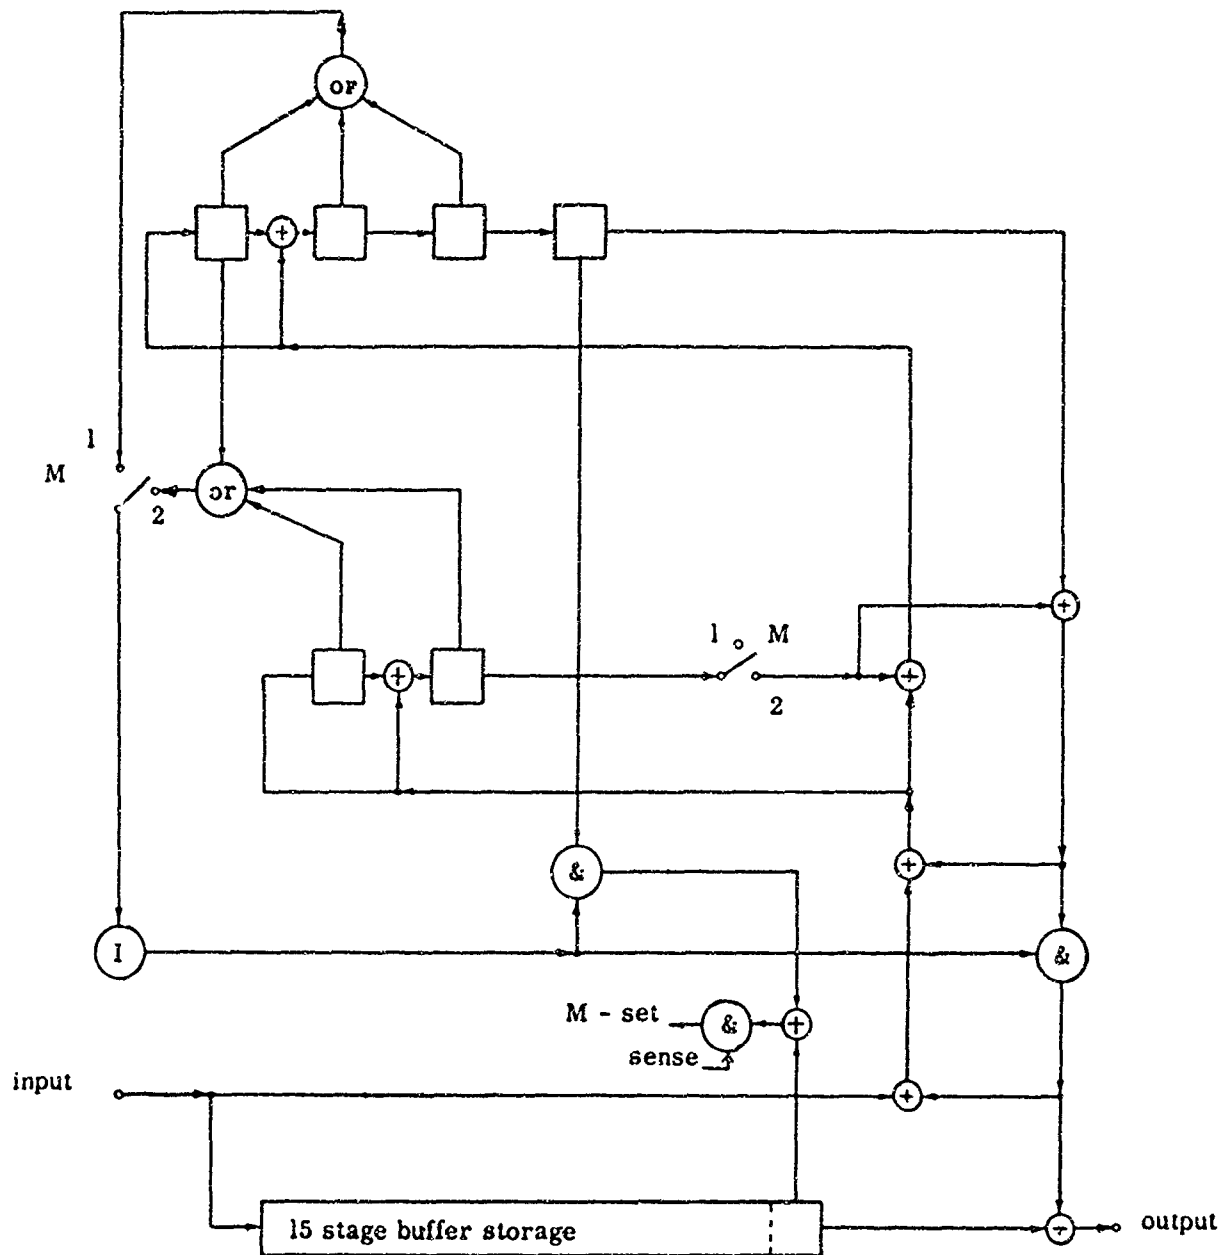 OR
1
M
2
or
1 M
2
&
I
&
M - set
&
sense
input
15 stage buffer storage
output